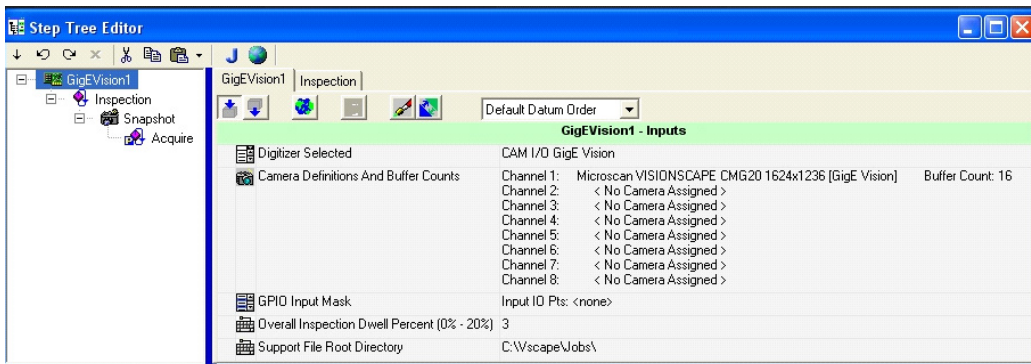 Step Tree Editor
J
GigEVision1
Inspection
Snapshot
Acquire
GigEVision1 Inspection
Default Datum Order
GigEVision1 - Inputs
Digitizer Selected CAM I/O GigE Vision
Camera Definitions And Buffer Counts Channel 1: Microscan VISIONSCAPE CMG20 1624x1236 [GigE Vision] Buffer Count: 16
Channel 2: < No Camera Assigned >
Channel 3: < No Camera Assigned >
Channel 4: < No Camera Assigned >
Channel 5: < No Camera Assigned >
Channel 6: < No Camera Assigned >
Channel 7: < No Camera Assigned >
Channel 8: < No Camera Assigned >
GPIO Input Mask Input IO Pts: <none>
Overall Inspection Dwell Percent (0% - 20%) 3
Support File Root Directory C:\Vscape\Jobs\